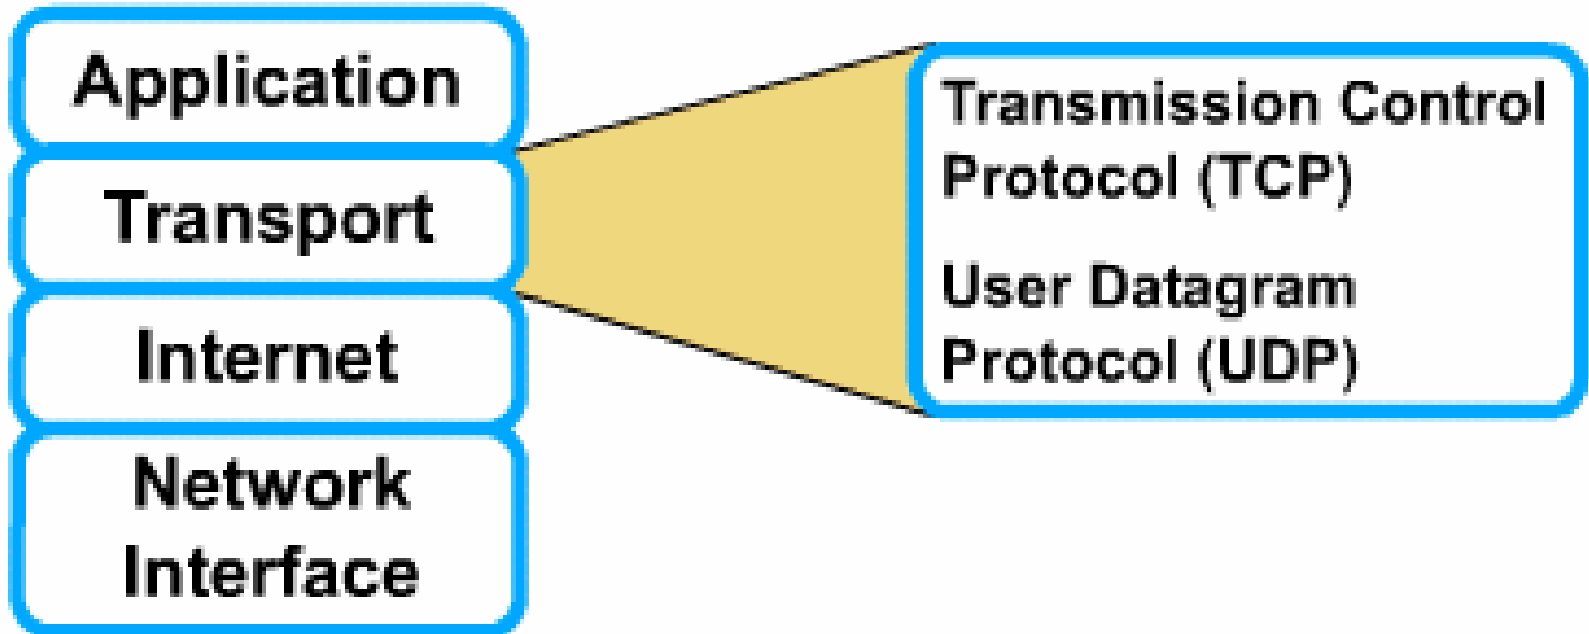 Application
Transport
Internet
Network
Interface
Transmission Control
Protocol (TCP)
User Datagram
Protocol (UDP)